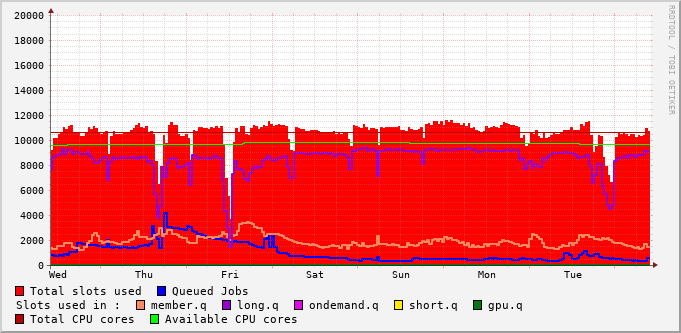 20000
18000
16000
14000
12000
10000
8000
6000
4000
2000
0
Wed Thu Fri Sat Sun Mon Tue
RRDTOOL / TOBI OETIKER
Total slots used Queued Jobs
Slots used in : member.q long.q ondemand.q short.q gpu.q
Total CPU cores Available CPU cores